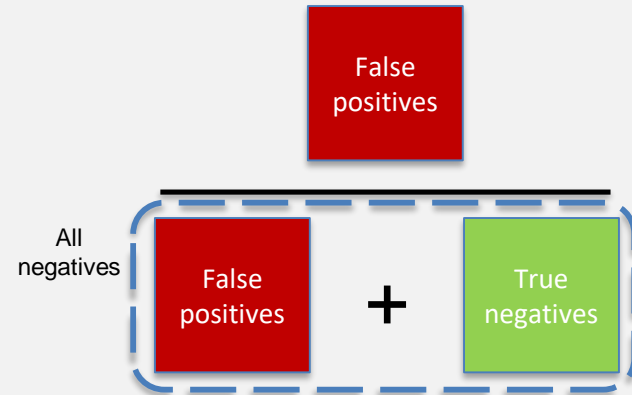 False
positives
All
negatives
False
positives
+
True
negatives